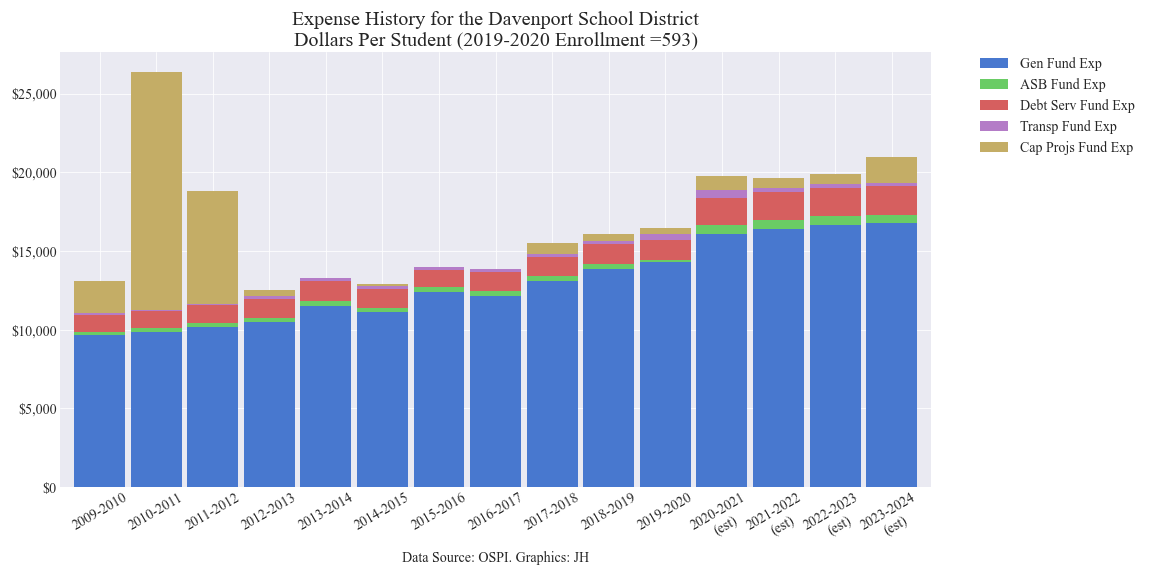 Expense History for the Davenport School District
Dollars Per Student (2019-2020 Enrollment =593)
$25,000
$20,000
$15,000
$10,000
$5,000
$0
2009-2010
2010-2011
2011-2012
2012-2013
2013-2014
2014-2015
2015-2016
2016-2017
2017-2018
2018-2019
2019-2020
2020-2021
(est)
2021-2022
(est)
2022-2023
(est)
2023-2024
(est)
Data Source: OSPI. Graphics: JH
Gen Fund Exp
ASB Fund Exp
Debt Serv Fund Exp
Transp Fund Exp
Cap Projs Fund Exp